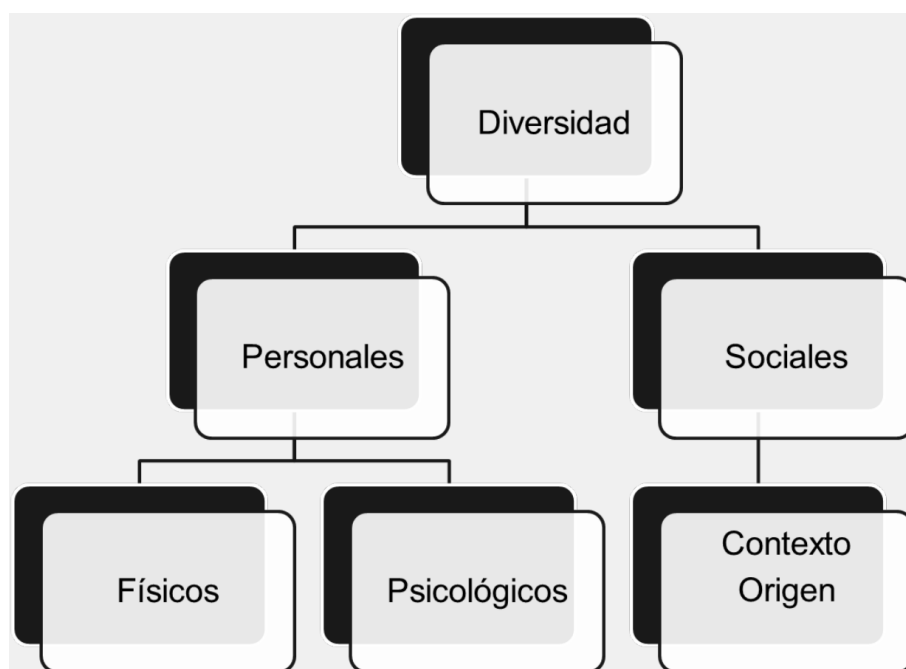 Diversidad
Personales
Sociales
Físicos
Psicológicos
Contexto
Origen